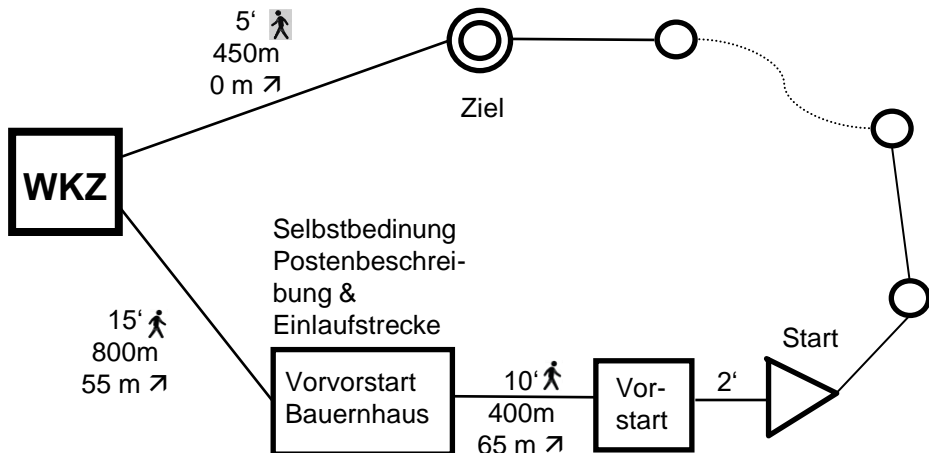 5‘
450m
0 m ↗
Ziel
WKZ
Selbstbedinung
Postenbeschrei-
bung &
Einlaufstrecke
15‘
800m
55 m ↗
Vorvorstart
Bauernhaus
10‘
400m
65 m ↗
Vor-
start
2‘
Start